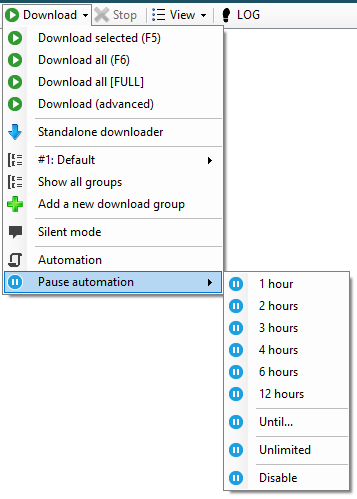 Download Stop View LOG
Download selected (F5)
Download all (F6)
Download all [FULL]
Download (advanced)
Standalone downloader
#1: Default
Show all groups
Add a new download group
Silent mode
Automation
Pause automation
1 hour
2 hours
3 hours
4 hours
6 hours
12 hours
Until...
Unlimited
Disable